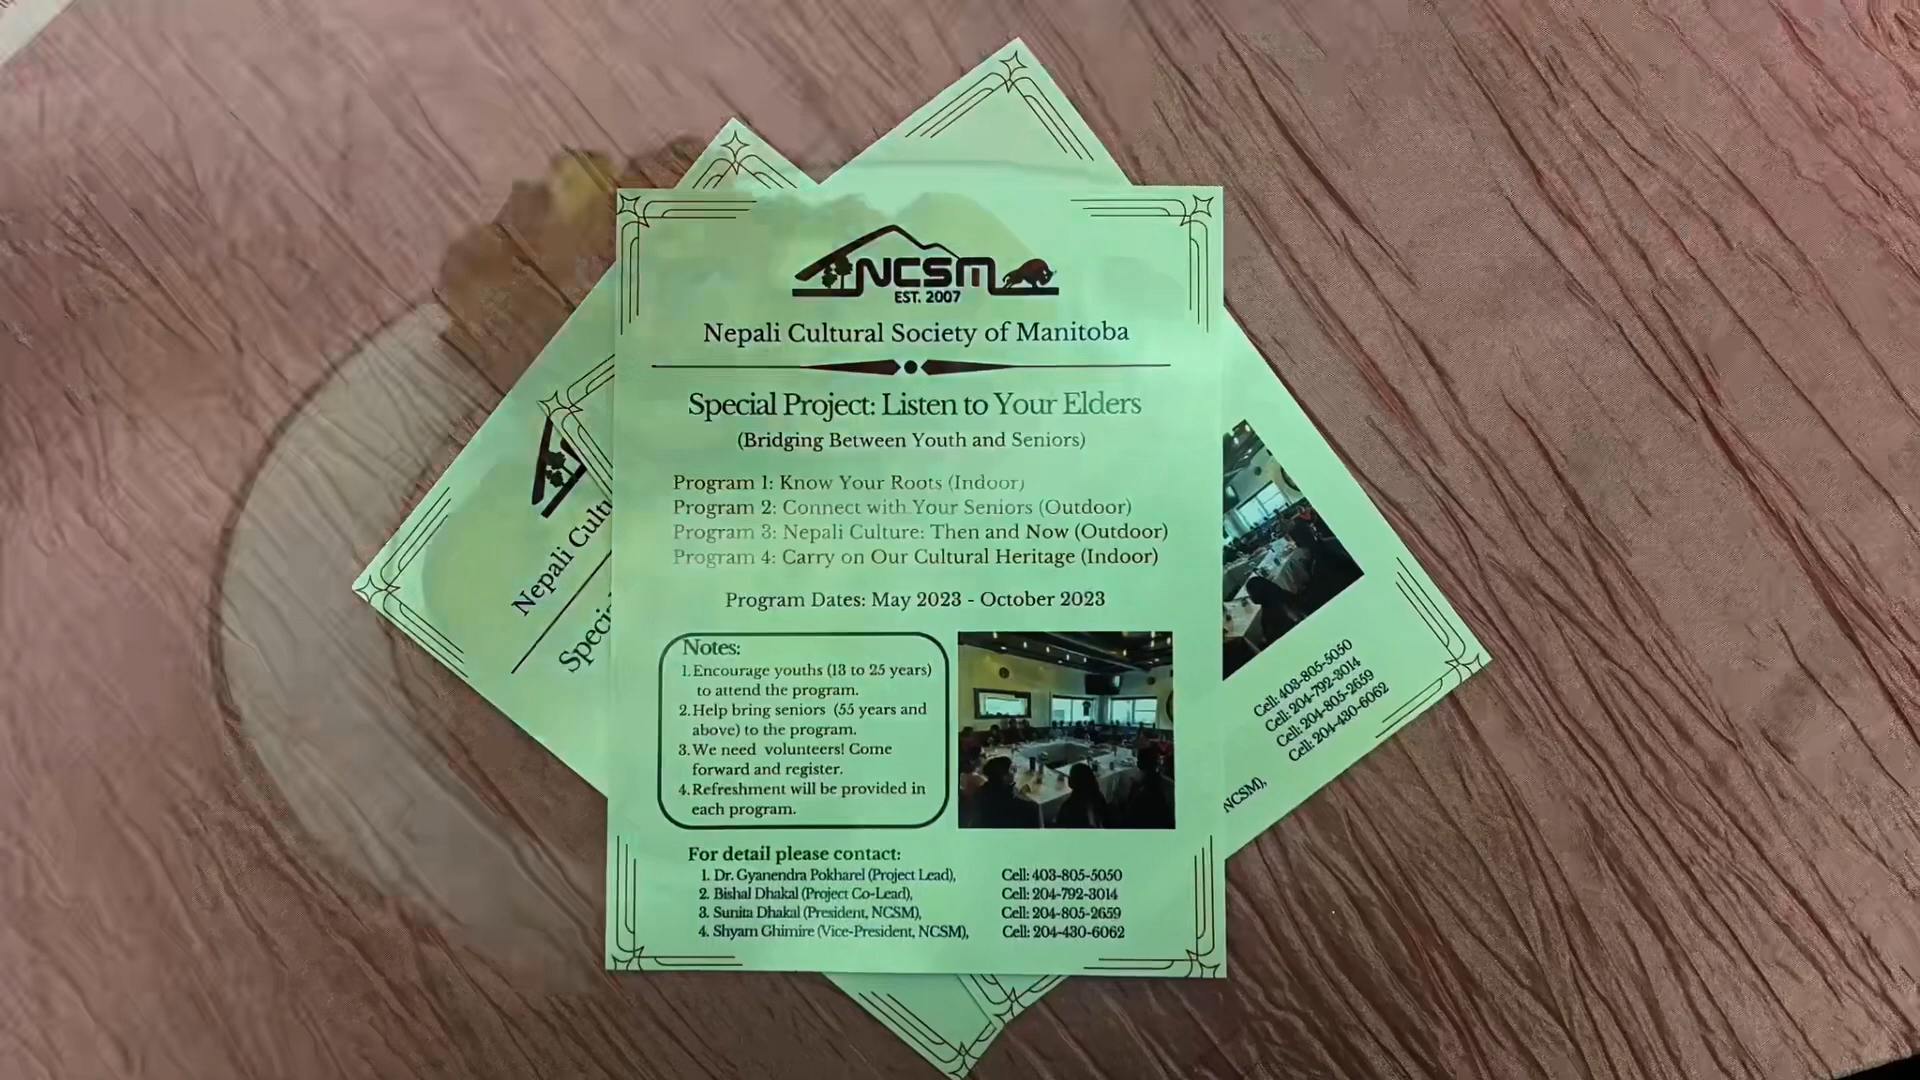 NCSM
EST. 2007
Nepali Cultural Society of Manitoba
Special Project: Listen to Your Elders
(Bridging Between Youth and Seniors)
Program 1: Know Your Roots (Indoor)
Program 2: Connect with Your Seniors (Outdoor)
Program 3: Nepali Culture: Then and Now (Outdoor)
Program 4: Carry on Our Cultural Heritage (Indoor)
Program Dates: May 2023 - October 2023
Notes:
1. Encourage youths (13 to 25 years)
to attend the program.
2. Help bring seniors (55 years and
above) to the program.
3. We need volunteers! Come
forward and register.
4. Refreshment will be provided in
each program.
For detail please contact:
1. Dr. Gyanendra Pokharel (Project Lead), Cell: 403-805-5050
2. Bishal Dhakal (Project Co-Lead), Cell: 204-792-3014
3. Sunita Dhakal (President, NCSM), Cell: 204-805-2659
4. Shyam Ghimire (Vice-President, NCSM), Cell: 204-430-6062
Nepali Cult
Speci
Cell: 403-805-5050
Cell: 204-792-3014
Cell: 204-805-2659
Cell: 204-430-6062
NCSM),